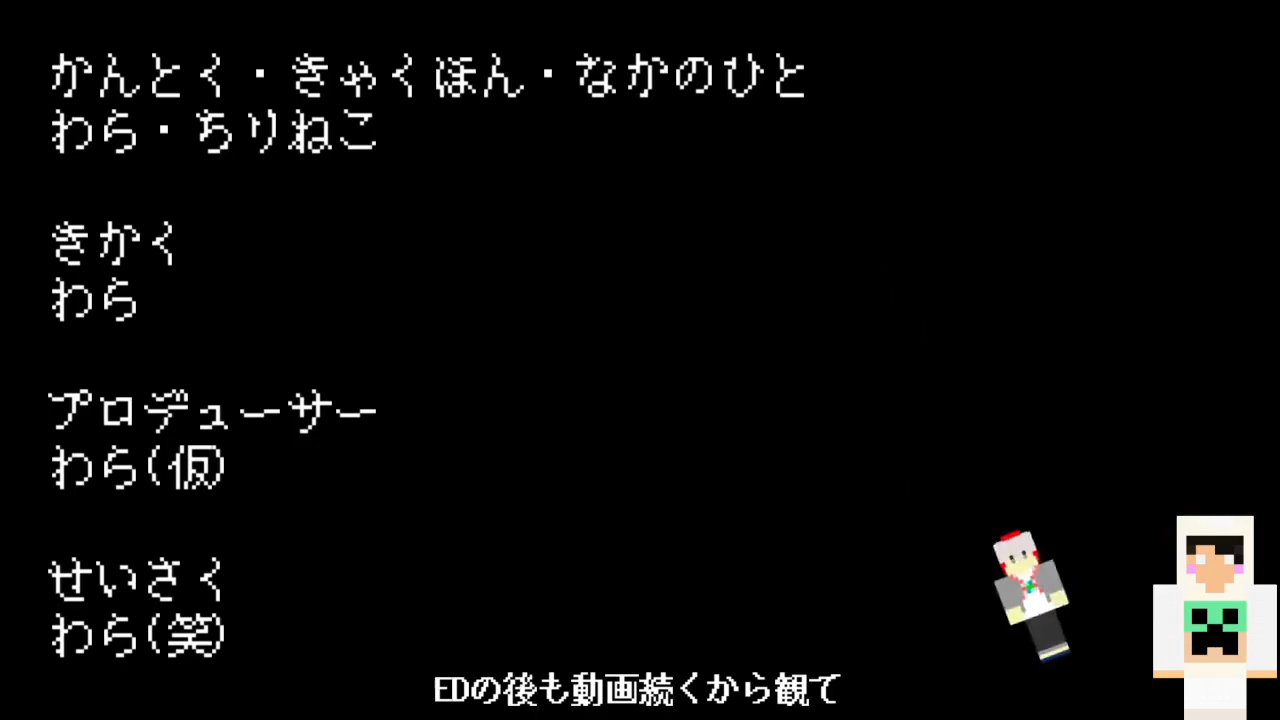 かんとく・きゃくほん・なかのひと
わら・ちりねこ
きかく
わら
プロデューサー
わら(仮)
せいさく
わら(笑)
EDの後も動画続くから観て